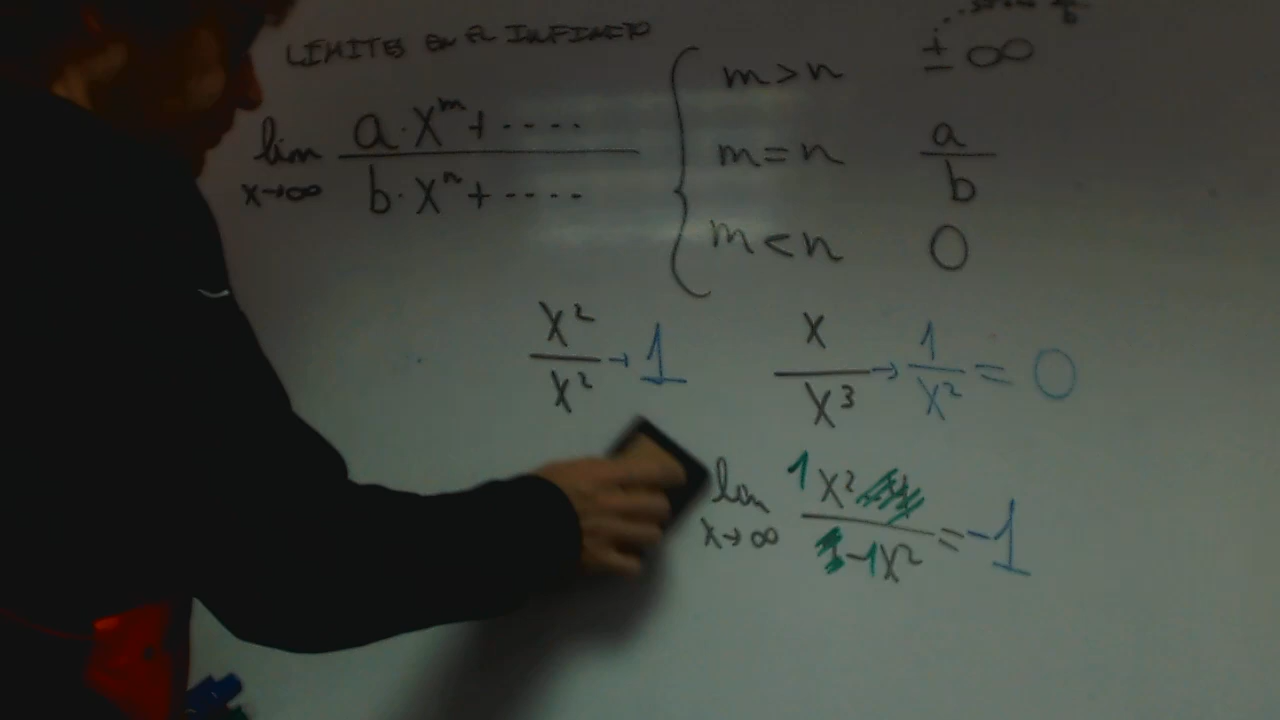 LIMITES EN EL INFINITO
lim x→∞ a·x^m + ····· / b·x^n + ····
m > n ± ∞
m = n a/b
m < n 0
x²/x² → 1
x/x³ → 1/x² = 0
lim x→∞ 1x² / -1x² = -1